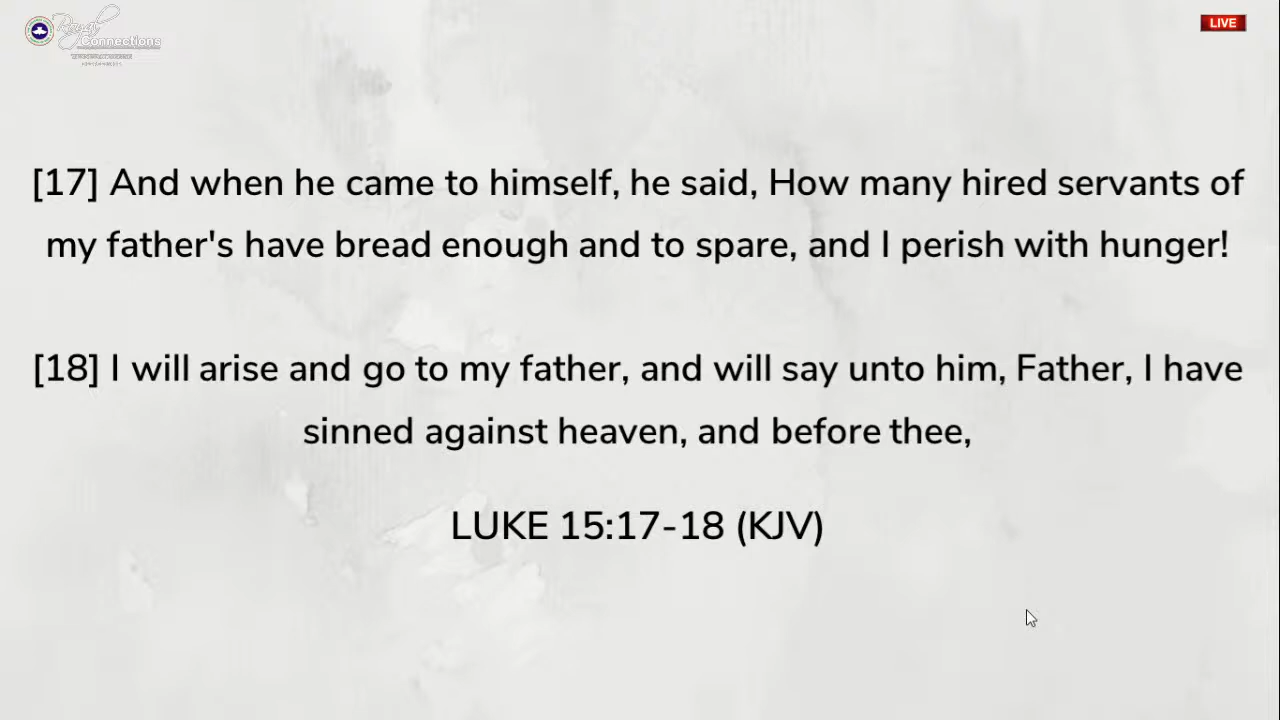 Royal
Connections
LIVE
[17] And when he came to himself, he said, How many hired servants of
my father's have bread enough and to spare, and I perish with hunger!
[18] I will arise and go to my father, and will say unto him, Father, I have
sinned against heaven, and before thee,
LUKE 15:17-18 (KJV)